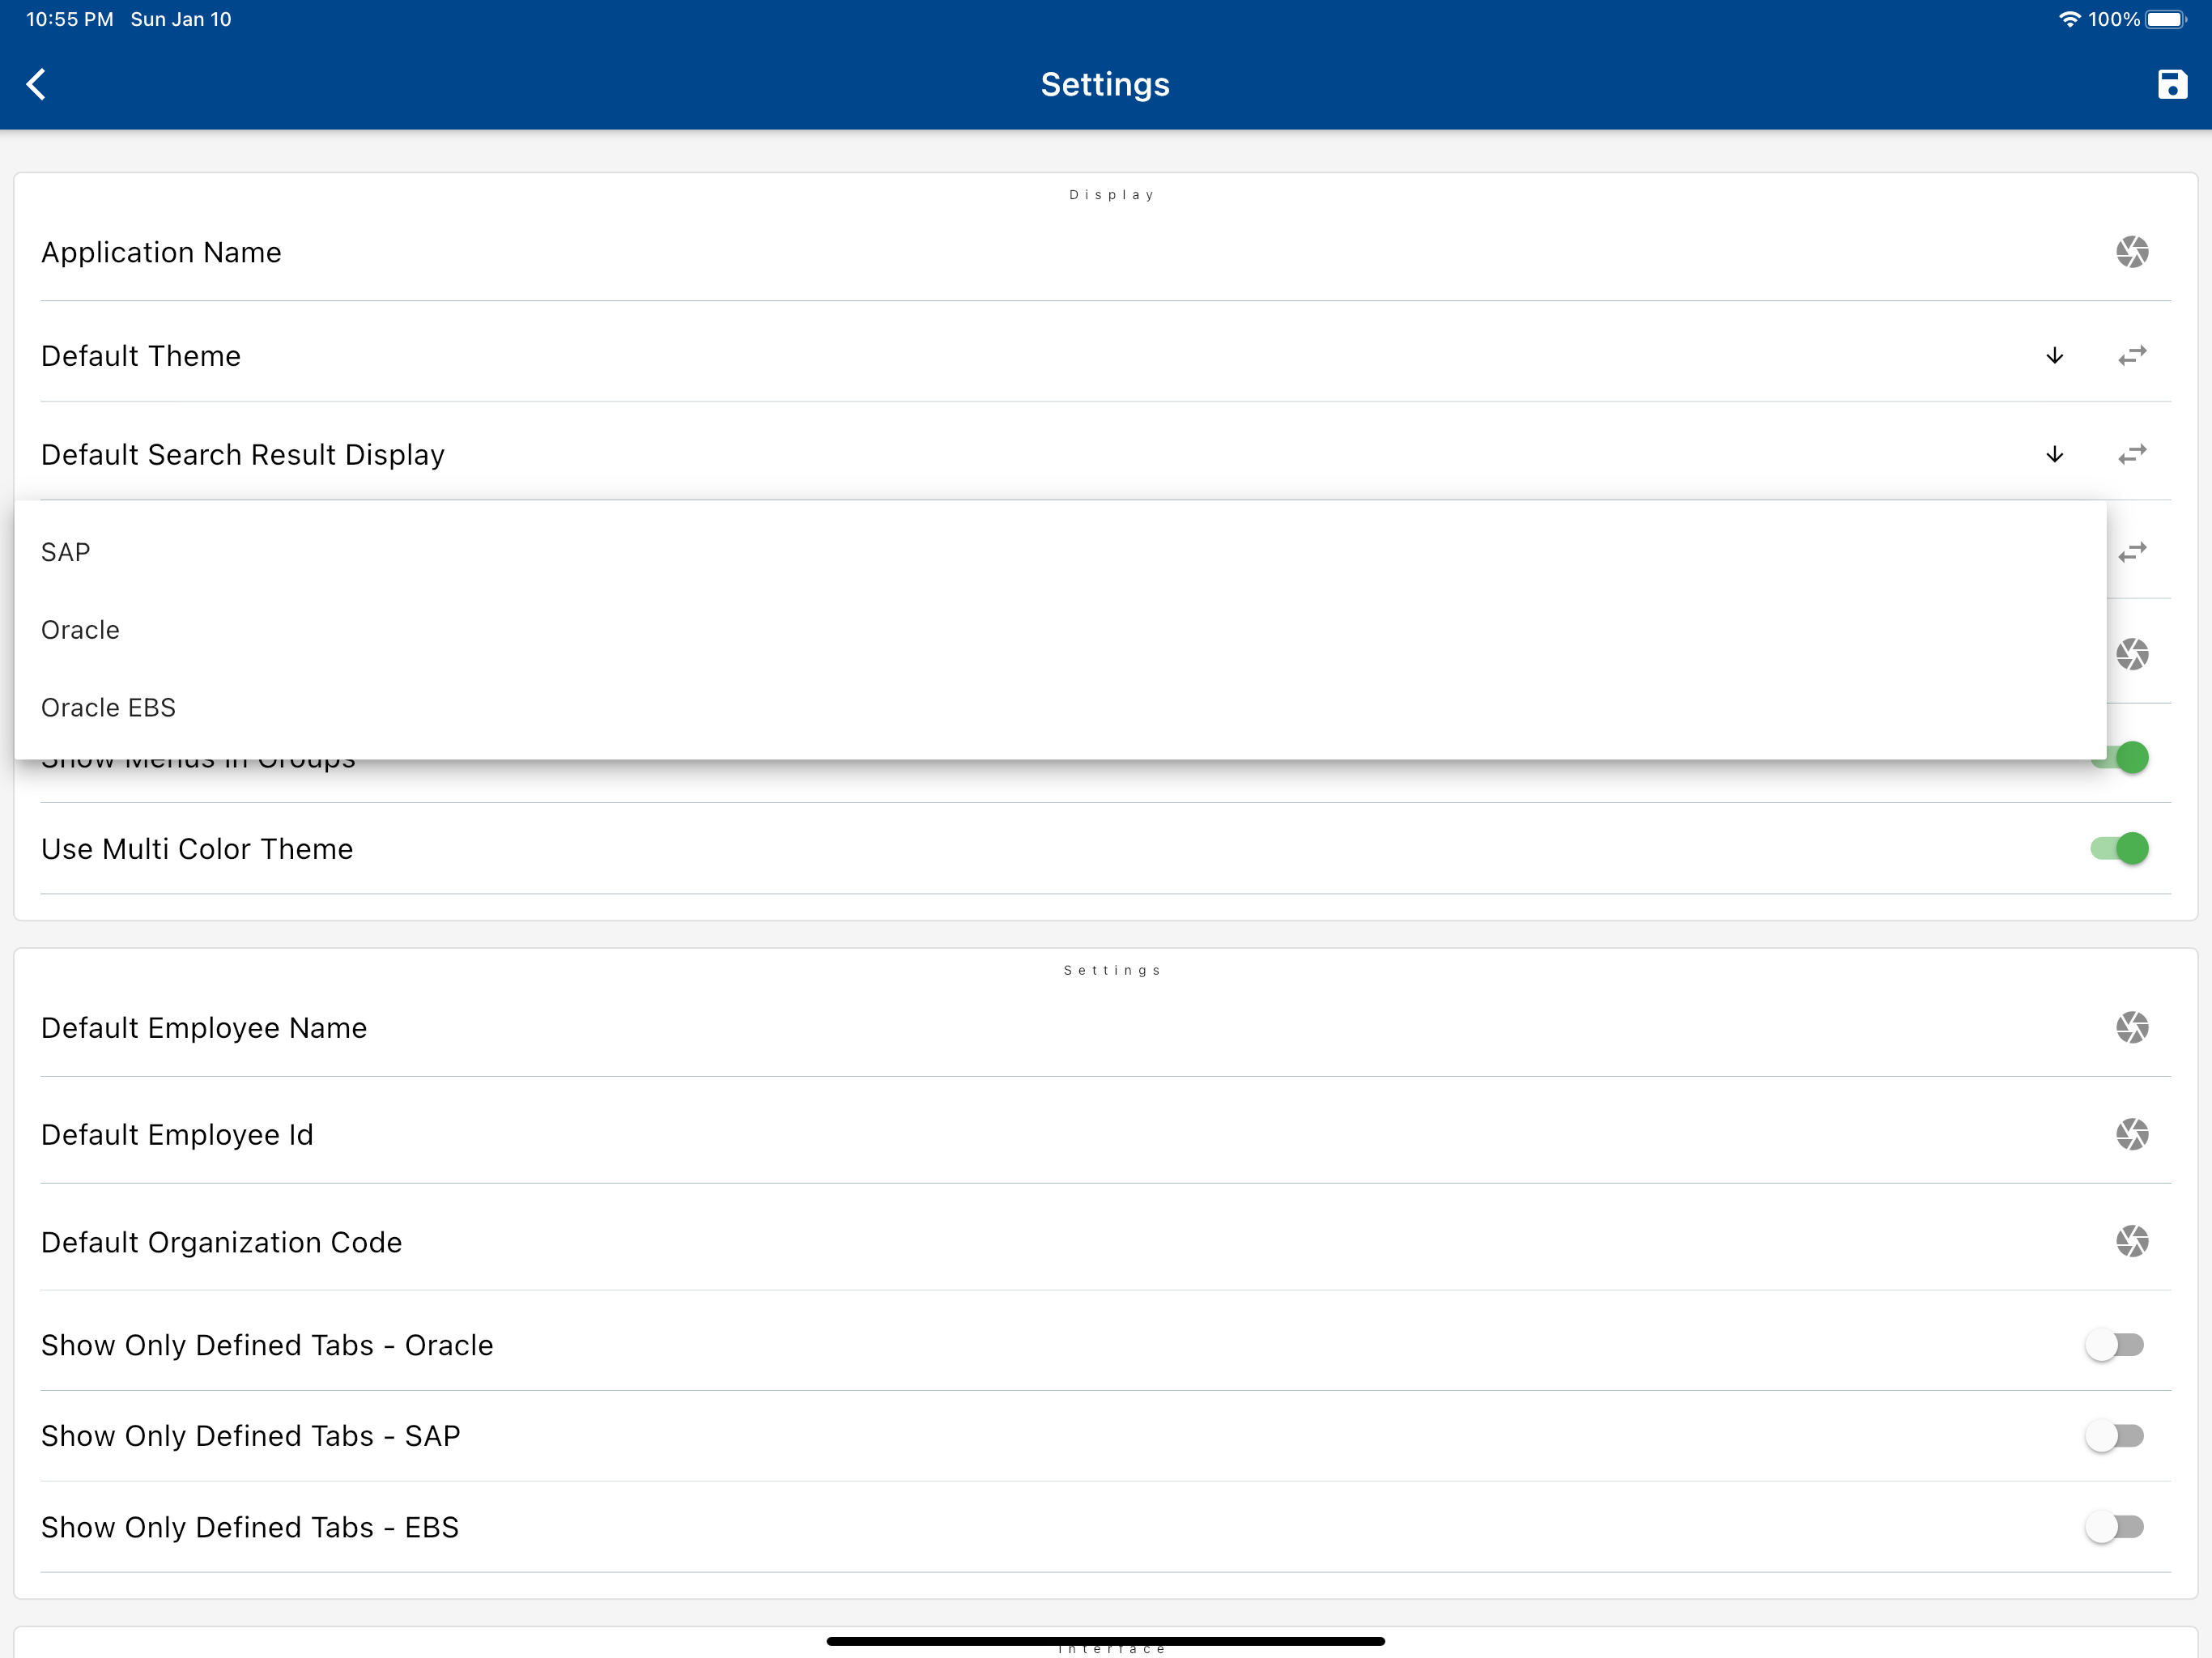 10:55 PM Sun Jan 10 100%
Settings
Display
Application Name
Default Theme
Default Search Result Display
SAP
Oracle
Oracle EBS
Show Menus in Groups
Use Multi Color Theme
Settings
Default Employee Name
Default Employee Id
Default Organization Code
Show Only Defined Tabs - Oracle
Show Only Defined Tabs - SAP
Show Only Defined Tabs - EBS
Interface